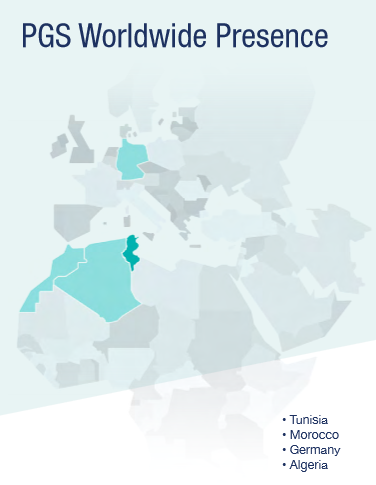 PGS Worldwide Presence
• Tunisia
• Morocco
• Germany
• Algeria